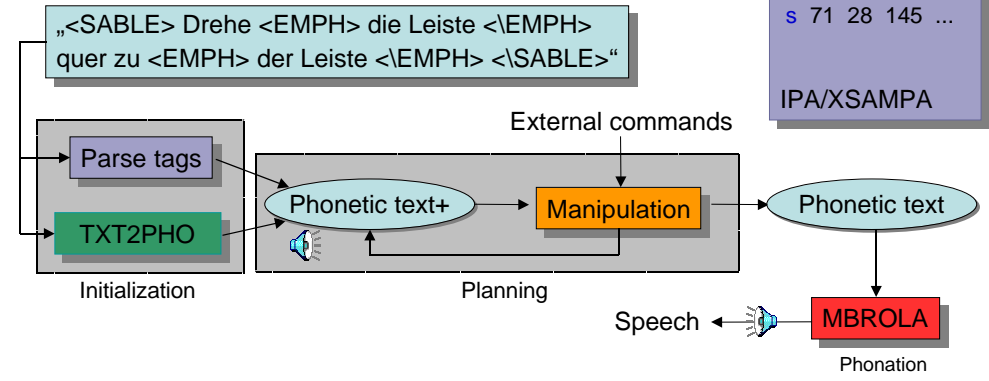 s 71 28 145 ...
IPA/XSAMPA
„<SABLE> Drehe <EMPH> die Leiste <\EMPH>
quer zu <EMPH> der Leiste <\EMPH> <\SABLE>“
External commands
Parse tags
TXT2PHO
Phonetic text+
Manipulation
Phonetic text
Initialization
Planning
Speech
MBROLA
Phonation